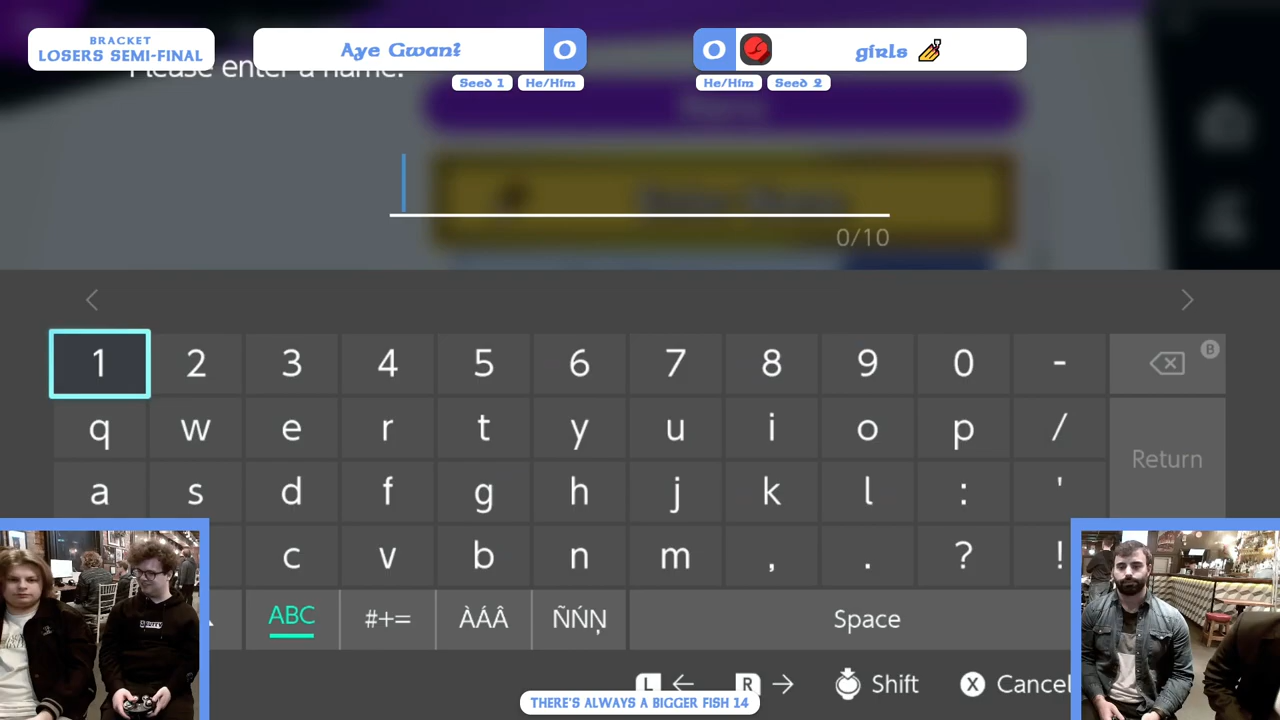 BRACKET
LOSERS SEMI-FINAL
Aye Gwan? 0
0 girls 💅
Seed 1 He/Him
He/Him Seed 2
Please enter a name.
0/10
1 2 3 4 5 6 7 8 9 0 - B
q w e r t y u i o p /
Return
a s d f g h j k l : '
c v b n m , . ? !
ABC #+= ÀÁÂ ÑŃŅ Space
L ← R → Shift X Cancel
THERE'S ALWAYS A BIGGER FISH 14